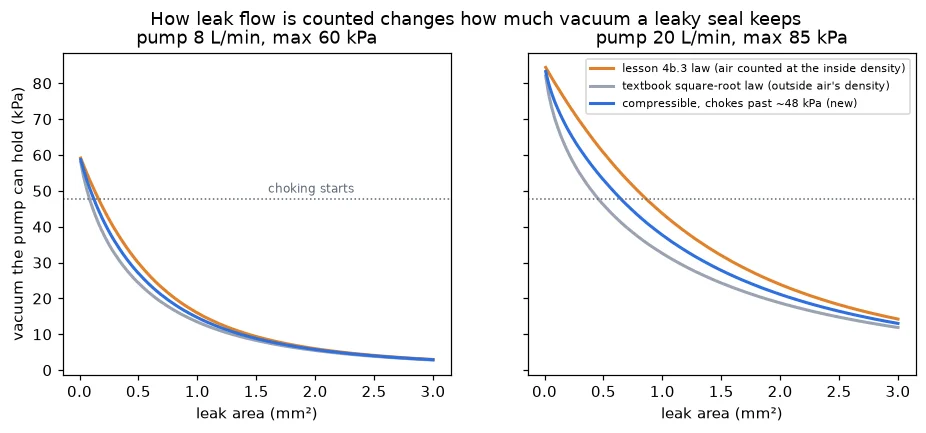 How leak flow is counted changes how much vacuum a leaky seal keeps
pump 8 L/min, max 60 kPa
vacuum the pump can hold (kPa)
80
70
60
50
40
30
20
10
0
choking starts
0.0 0.5 1.0 1.5 2.0 2.5 3.0
leak area (mm²)
pump 20 L/min, max 85 kPa
lesson 4b.3 law (air counted at the inside density)
textbook square-root law (outside air's density)
compressible, chokes past ~48 kPa (new)
0.0 0.5 1.0 1.5 2.0 2.5 3.0
leak area (mm²)